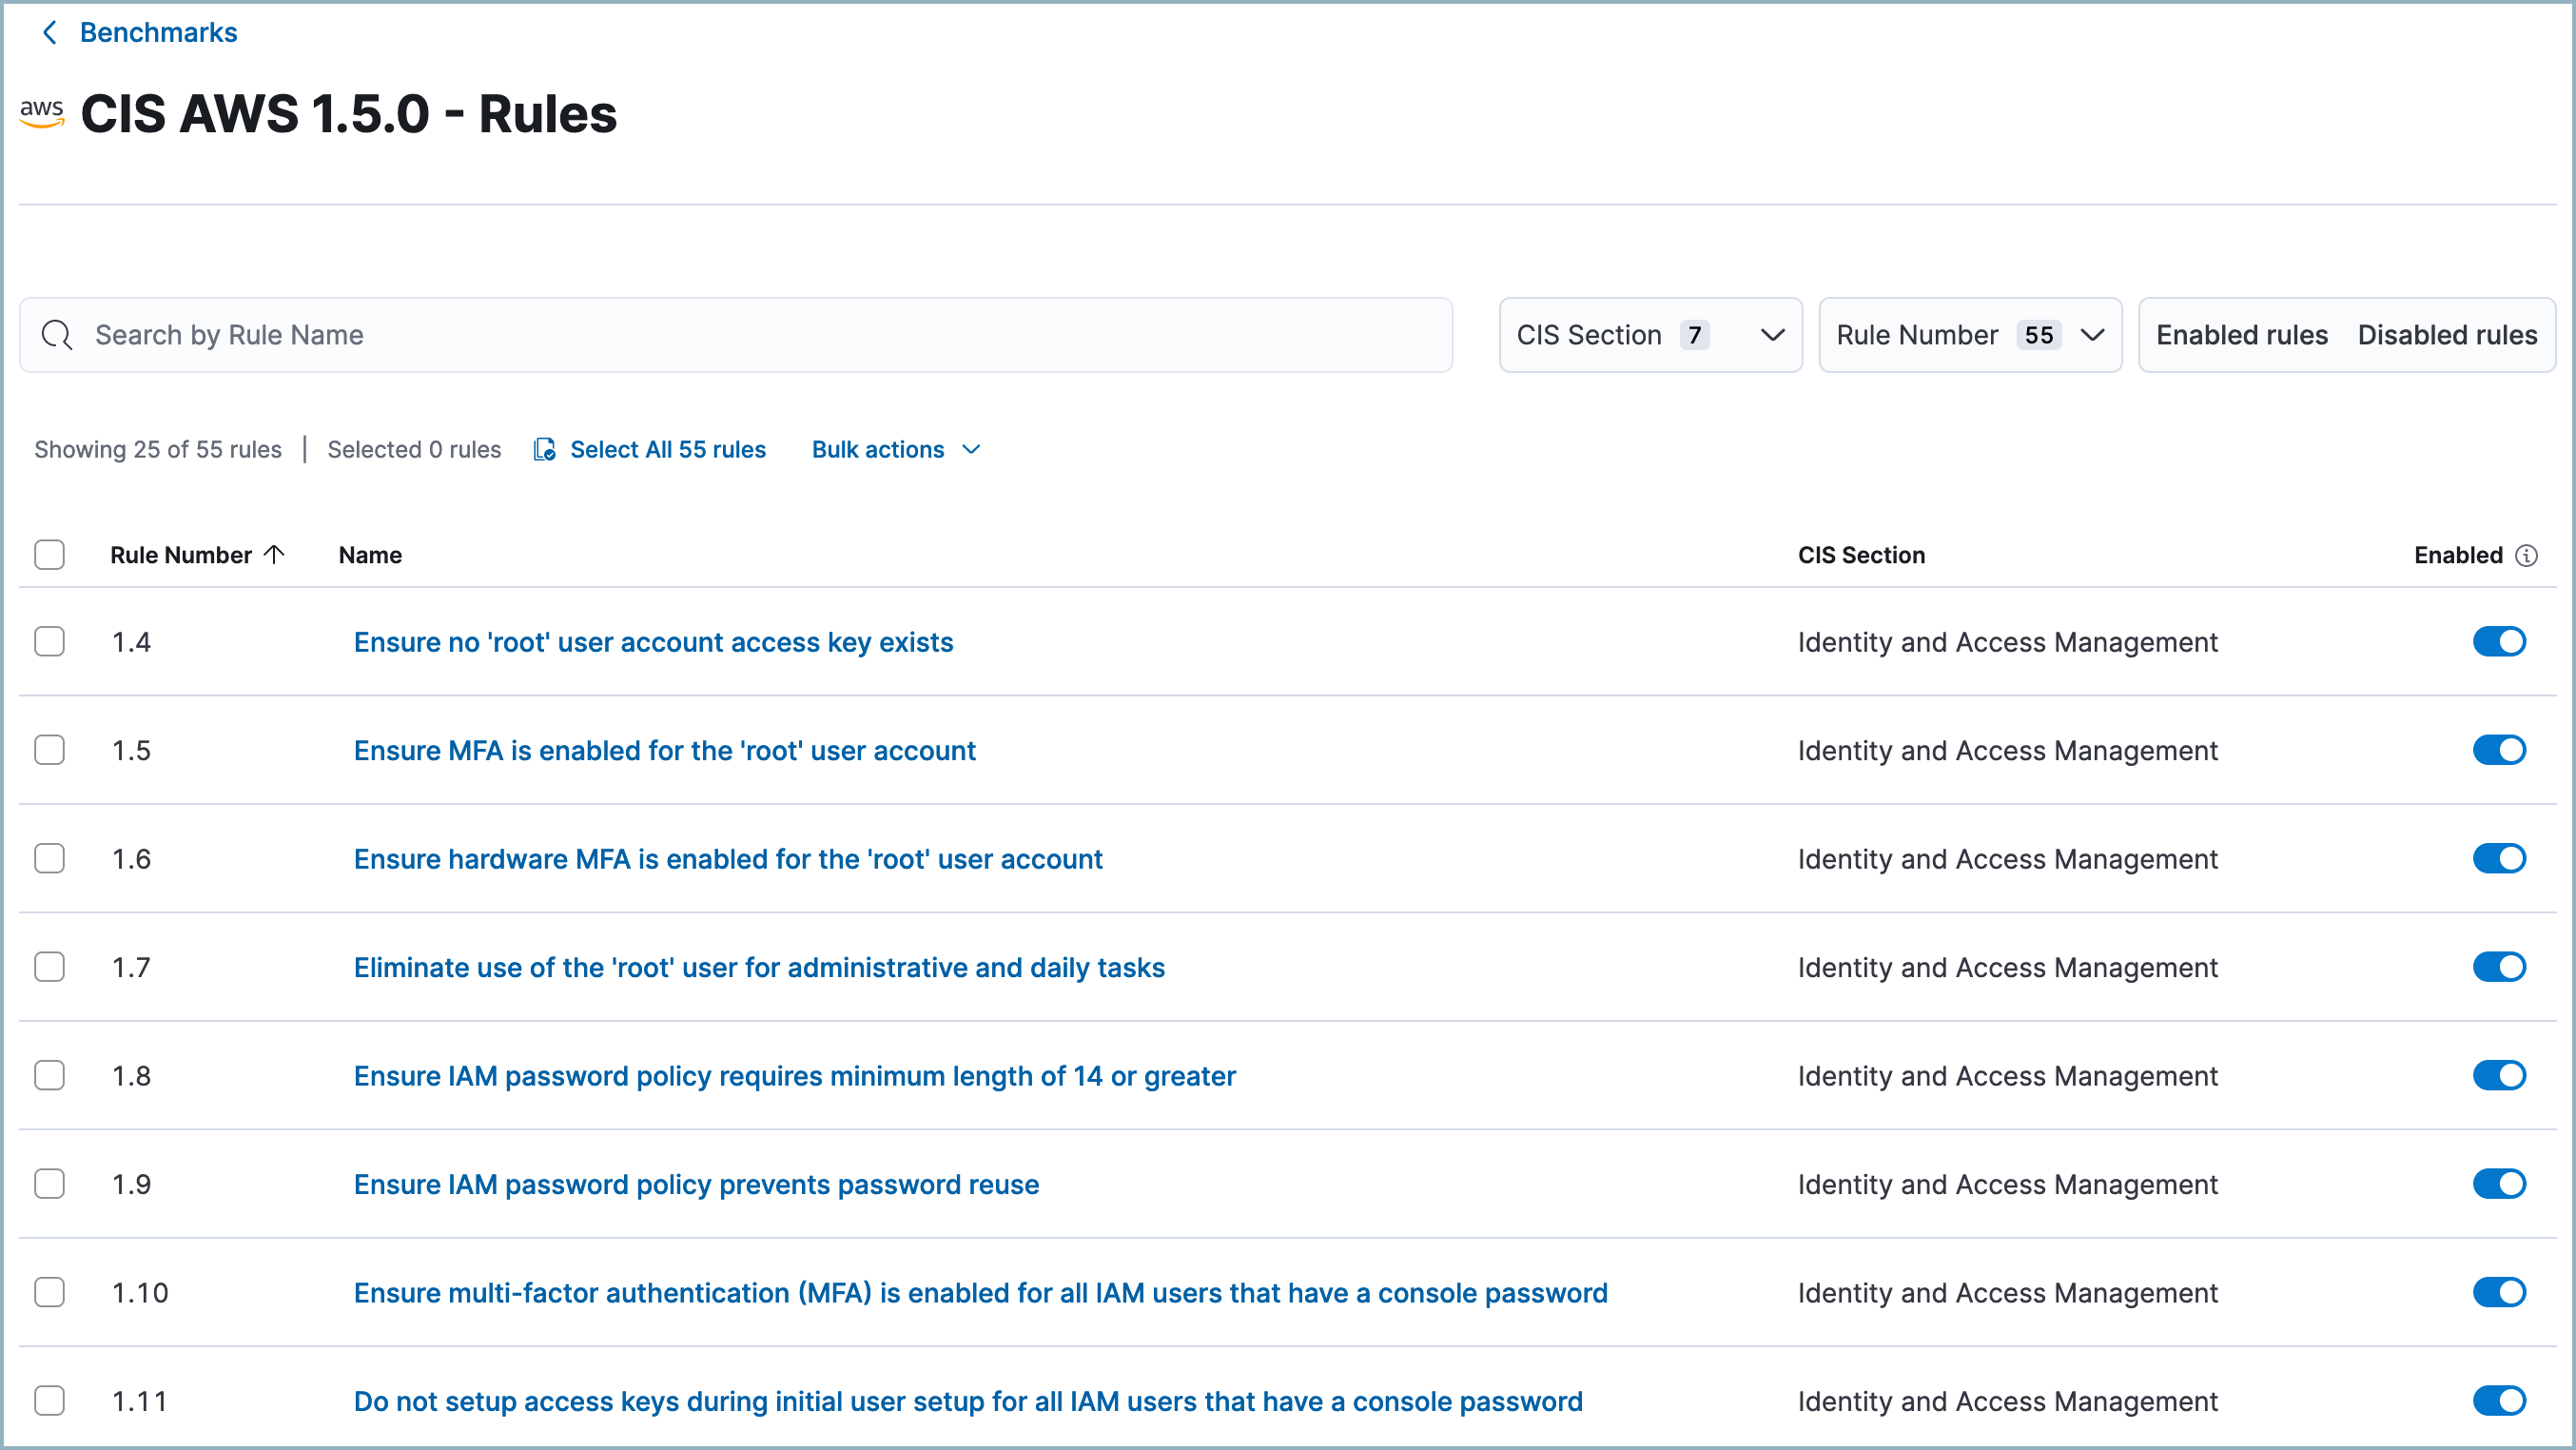 Benchmarks
aws CIS AWS 1.5.0 - Rules
Search by Rule Name CIS Section 7 Rule Number 55 Enabled rules Disabled rules
Showing 25 of 55 rules | Selected 0 rules Select All 55 rules Bulk actions
Rule Number Name CIS Section Enabled
1.4 Ensure no 'root' user account access key exists Identity and Access Management
1.5 Ensure MFA is enabled for the 'root' user account Identity and Access Management
1.6 Ensure hardware MFA is enabled for the 'root' user account Identity and Access Management
1.7 Eliminate use of the 'root' user for administrative and daily tasks Identity and Access Management
1.8 Ensure IAM password policy requires minimum length of 14 or greater Identity and Access Management
1.9 Ensure IAM password policy prevents password reuse Identity and Access Management
1.10 Ensure multi-factor authentication (MFA) is enabled for all IAM users that have a console password Identity and Access Management
1.11 Do not setup access keys during initial user setup for all IAM users that have a console password Identity and Access Management